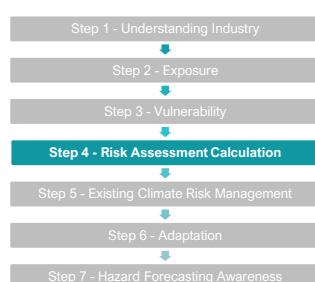 Step 1 - Understanding Industry
Step 2 - Exposure
Step 3 - Vulnerability
Step 4 - Risk Assessment Calculation
Step 5 - Existing Climate Risk Management
Step 6 - Adaptation
Step 7 - Hazard Forecasting Awareness